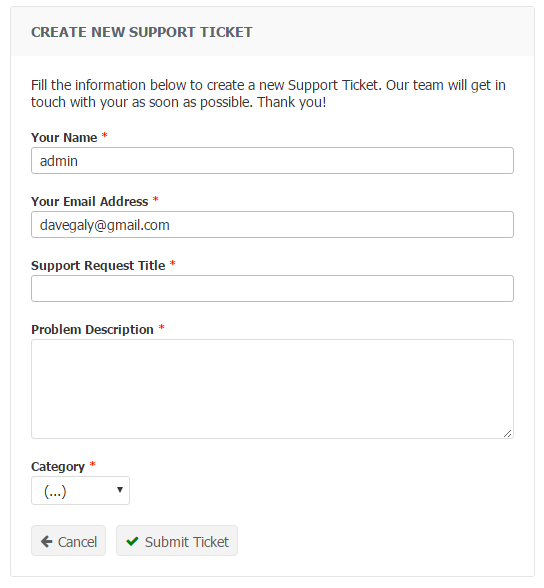 CREATE NEW SUPPORT TICKET
Fill the information below to create a new Support Ticket. Our team will get in
touch with your as soon as possible. Thank you!
Your Name *
admin
Your Email Address *
davegaly@gmail.com
Support Request Title *
Problem Description *
Category *
(...)
Cancel
Submit Ticket